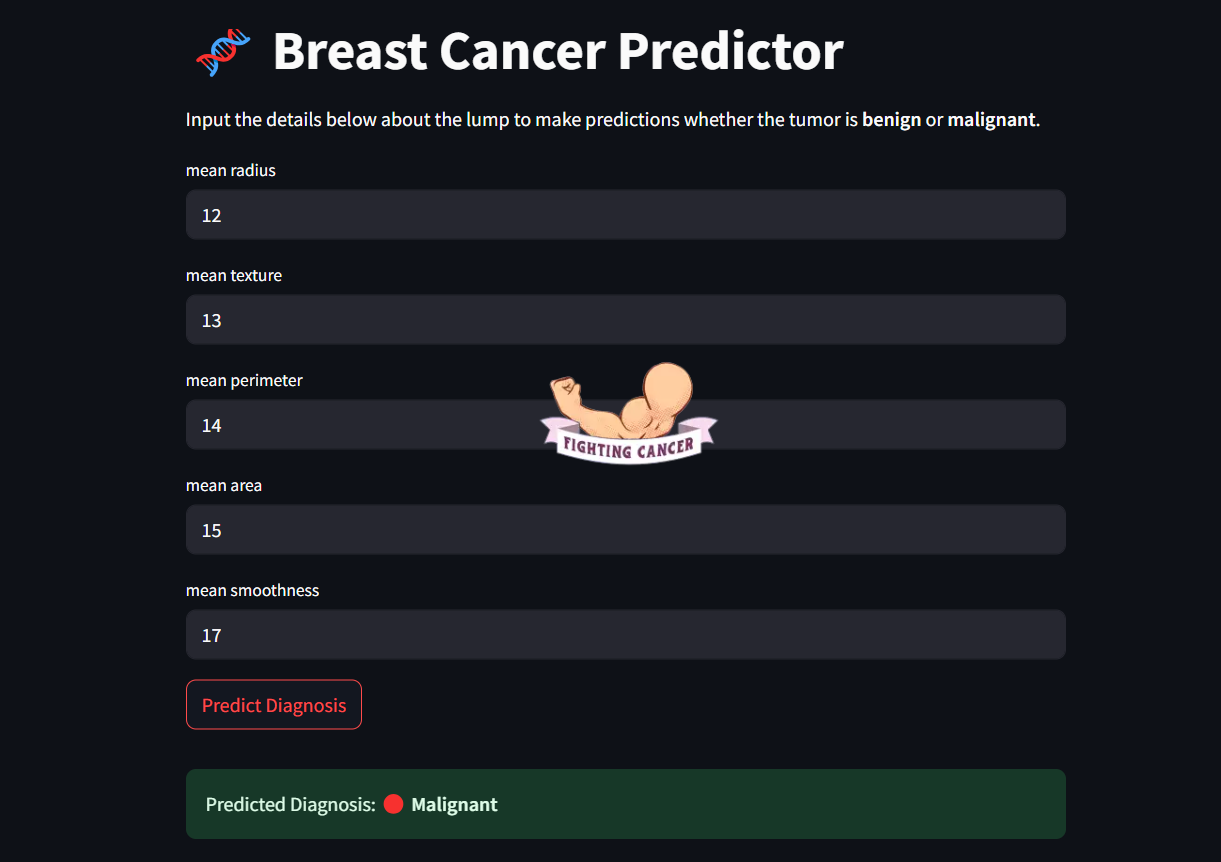 Breast Cancer Predictor
Input the details below about the lump to make predictions whether the tumor is benign or malignant.
mean radius
12
mean texture
13
mean perimeter
14
FIGHTING CANCER
mean area
15
mean smoothness
17
Predict Diagnosis
Predicted Diagnosis: Malignant